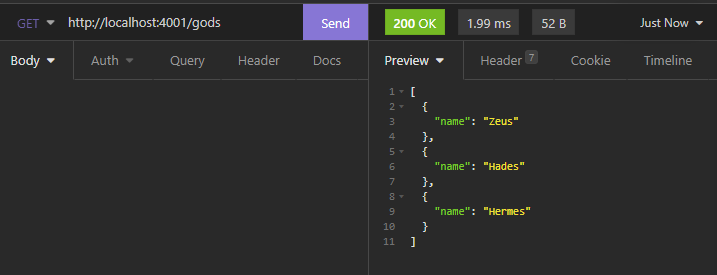 GET http://localhost:4001/gods Send 200 OK 1.99 ms 52 B Just Now
Body Auth Query Header Docs Preview Header 7 Cookie Timeline
1 [
2 {
3 "name": "Zeus"
4 },
5 {
6 "name": "Hades"
7 },
8 {
9 "name": "Hermes"
10 }
11 ]